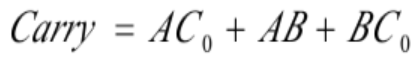 Carry = AC₀ + AB + BC₀